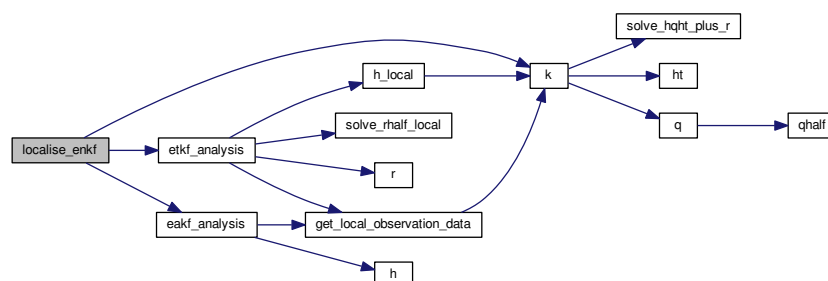 localise_enkf
etkf_analysis
eakf_analysis
h_local
solve_rhalf_local
r
get_local_observation_data
h
k
solve_hqht_plus_r
ht
q
qhalf